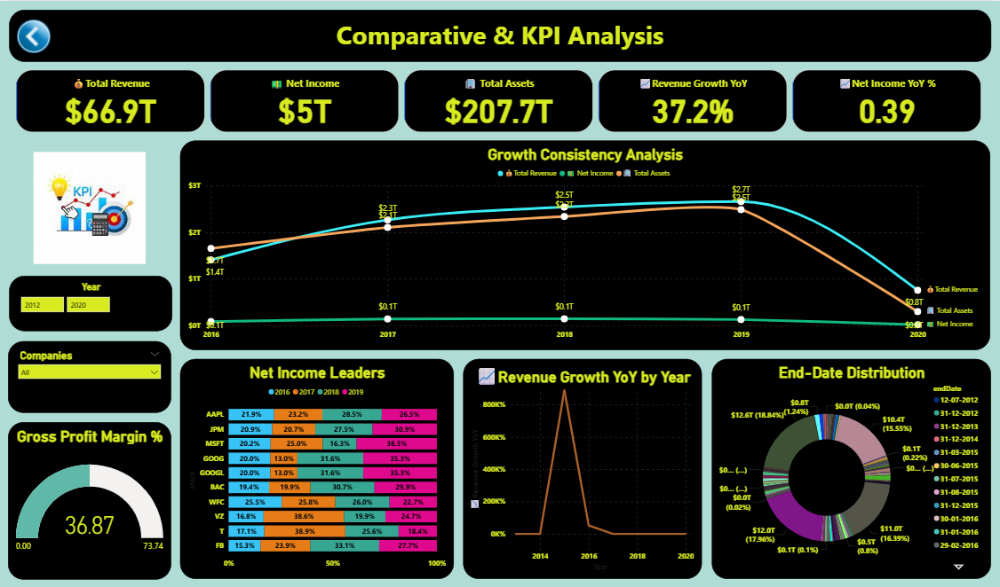 Comparative & KPI Analysis
Total Revenue
$66.9T
Net Income
$5T
Total Assets
$207.7T
Revenue Growth YoY
37.2%
Net Income YoY %
0.39
KPI
Year
2012 2020
Companies
All
Gross Profit Margin %
36.87
0.00 73.74
Growth Consistency Analysis
Total Revenue Net Income Total Assets
$3T
$2T
$1T
$0T
$1.4T
$2.3T
$2.1T
$2.5T
$2.7T
$0.8T
$0.1T $0.1T $0.1T
Total Revenue
Total Assets
Net Income
2016 2017 2018 2019 2020
Net Income Leaders
2016 2017 2018 2019
AAPL 21.9% 23.2% 28.5% 26.5%
JPM 20.9% 20.7% 27.5% 30.9%
MSFT 20.2% 25.0% 16.3% 38.5%
GOOG 20.0% 13.0% 31.6% 35.3%
GOOGL 20.0% 13.0% 31.6% 35.3%
BAC 19.4% 19.9% 30.7% 29.9%
WFC 25.5% 25.8% 26.0% 22.7%
VZ 16.8% 38.6% 19.9% 24.7%
T 17.1% 38.9% 25.6% 18.4%
FB 15.3% 23.9% 33.1% 27.7%
0% 50% 100%
Revenue Growth YoY by Year
800K%
600K%
400K%
200K%
0K%
2014 2016 2018 2020
Year
End-Date Distribution
$0.8T
(1.24%)
$0.0T (0.04%)
$10.4T
(15.55%)
$0.1T
(0.22%)
$0... (...)
$11.0T
(16.39%)
$0.5T
(0.8%)
$0.1T (0.1%)
$12.0T
(17.96%)
$0.0T
(0.02%)
$0... (...)
$0... (...)
$12.6T (18.84%)
endDate
12-07-2012
31-12-2012
31-12-2013
31-12-2014
31-03-2015
30-06-2015
31-07-2015
31-08-2015
31-12-2015
30-01-2016
31-01-2016
29-02-2016